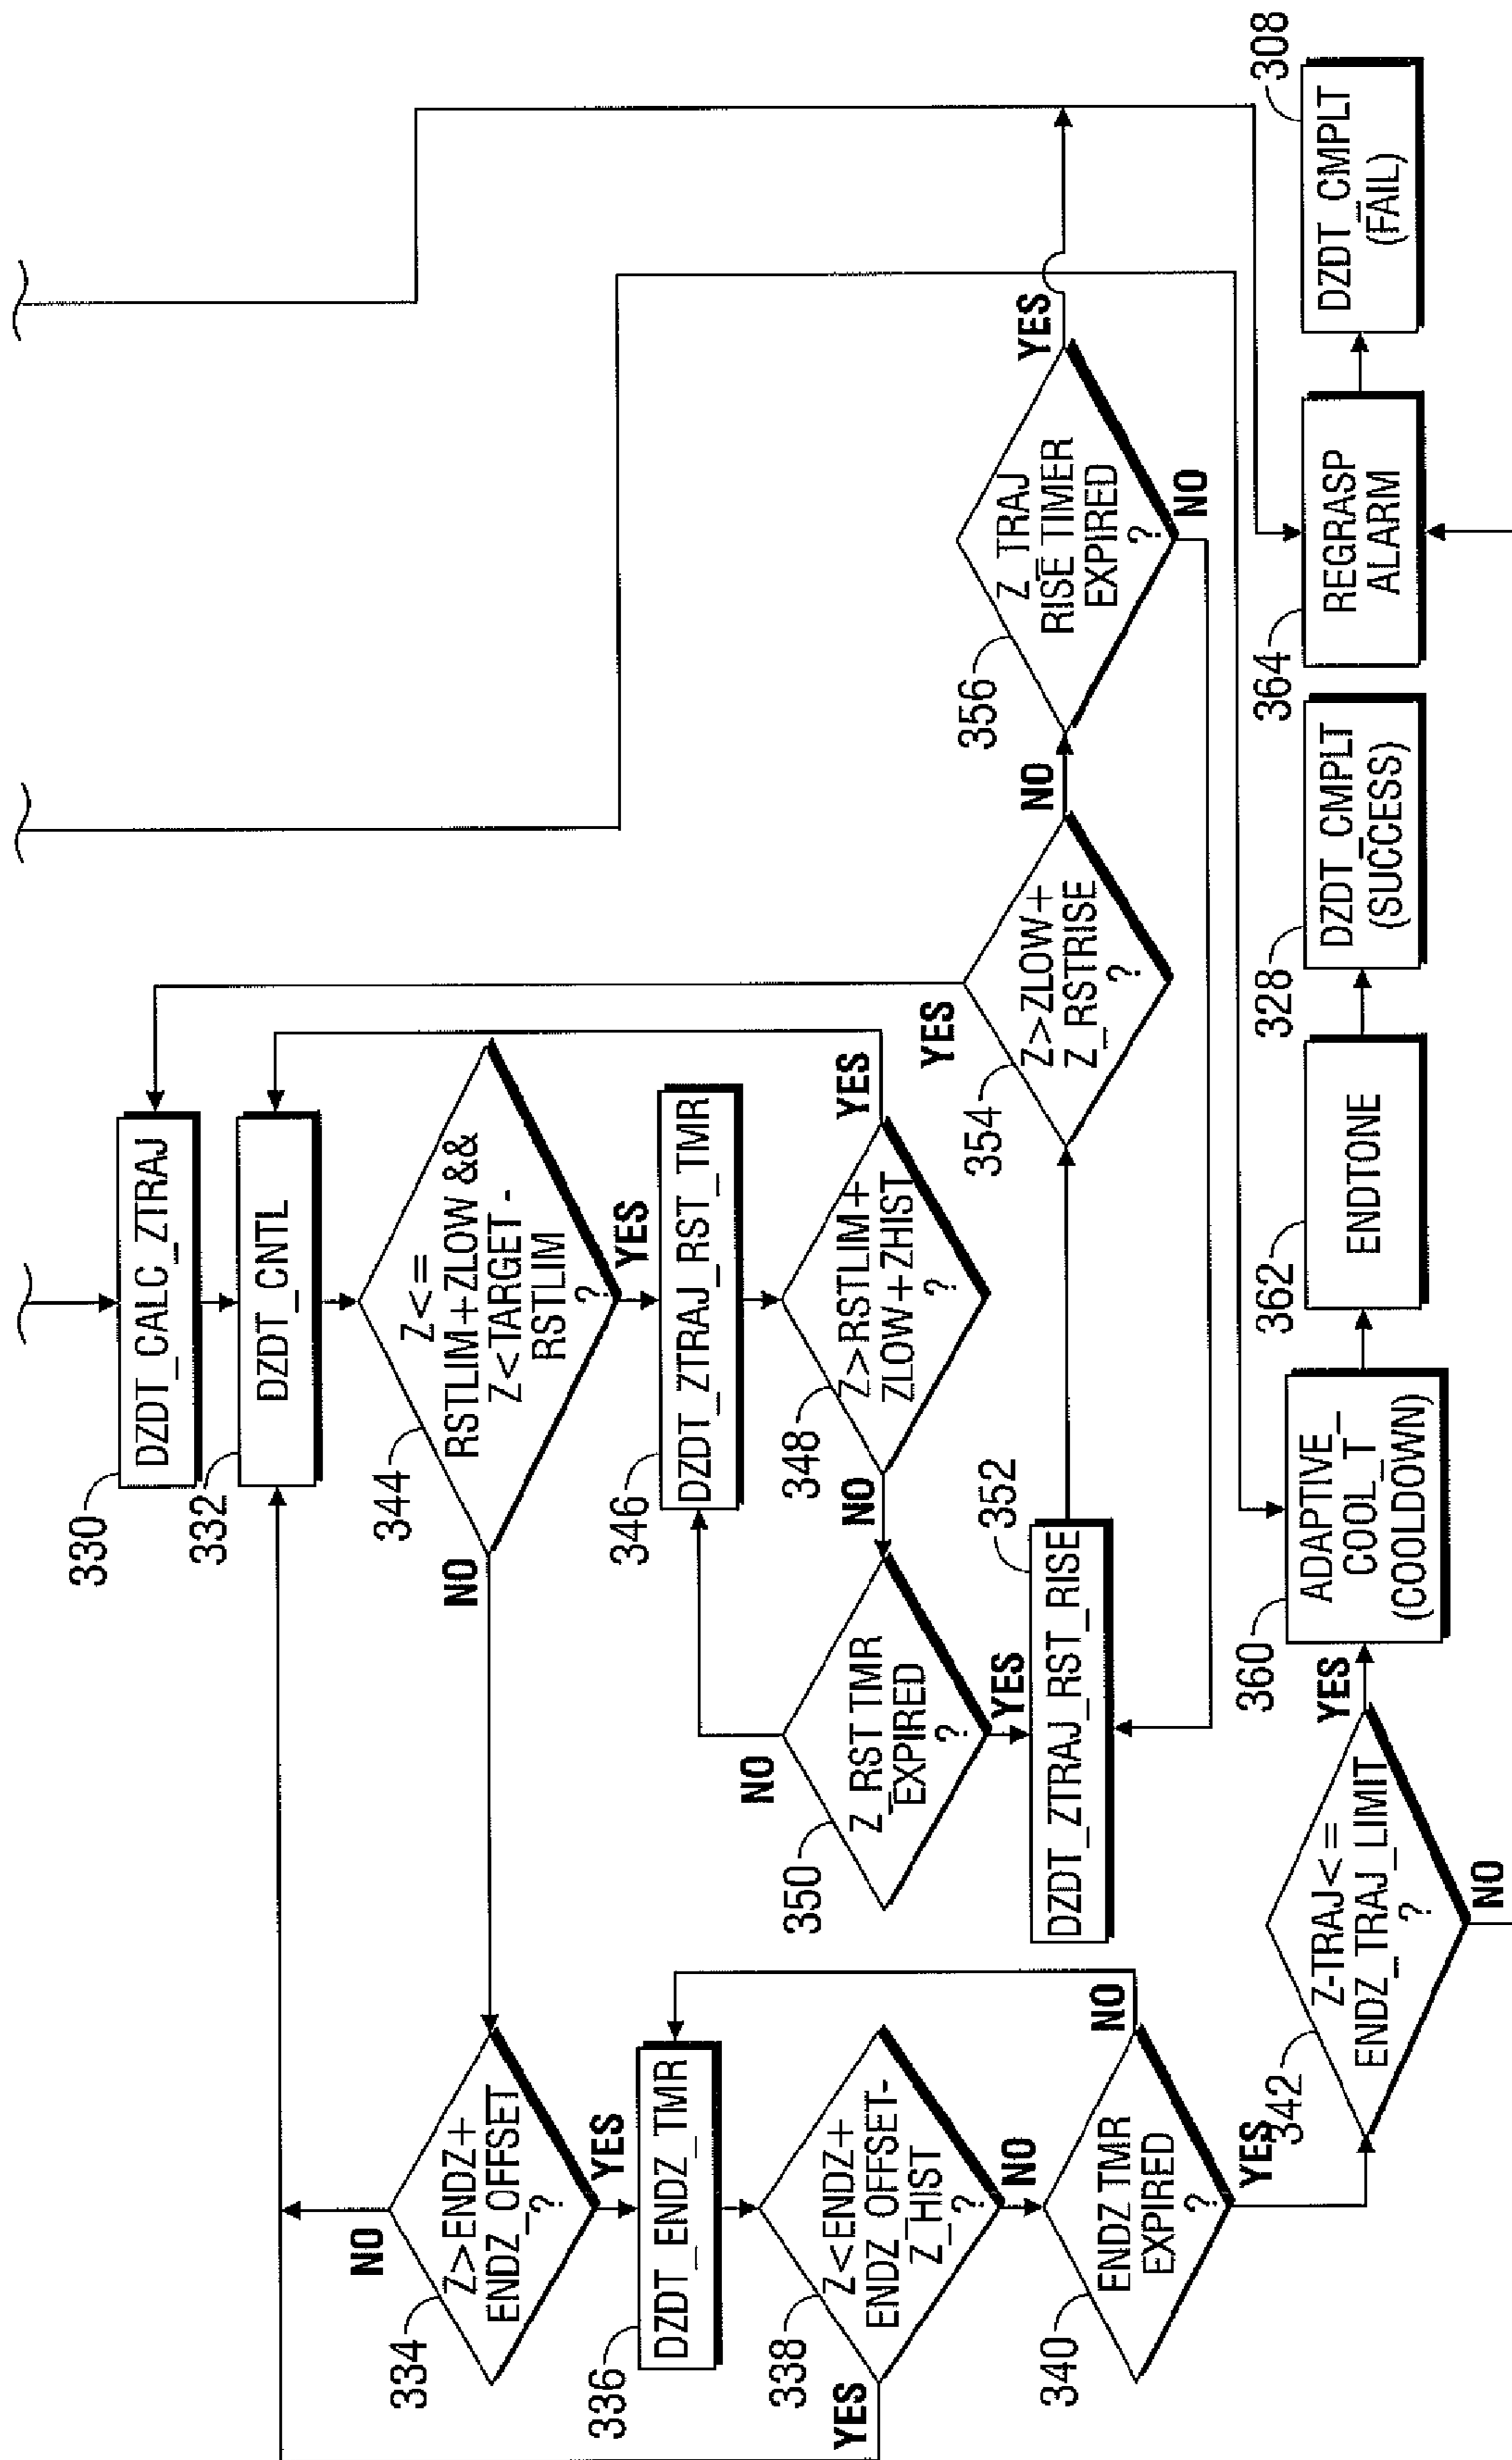 330
DZDT_CALC_ZTRAJ
332
DZDT_CNTL
344
Z<=
RSTLIM+ZLOW &&
Z<TARGET-
RSTLIM
?
NO
YES
346
DZDT_ZTRAJ_RST_TMR
348
Z>RSTLIM+
ZLOW+ZHIST
?
YES
NO
350
Z_RST TMR
EXPIRED
?
NO
YES
352
DZDT_ZTRAJ_RST_RISE
354
Z>ZLOW+
Z_RSTRISE
?
YES
NO
356
Z_TRAJ
RISE TIMER
EXPIRED
?
YES
NO
334
Z>ENDZ+
ENDZ_OFFSET
?
NO
YES
336
DZDT_ENDZ_TMR
338
Z<ENDZ+
ENDZ_OFFSET-
Z_HIST
?
YES
NO
340
ENDZ TMR
EXPIRED
?
NO
YES
342
Z-TRAJ<=
ENDZ_TRAJ_LIMIT
?
YES
NO
360
ADAPTIVE_
COOL_T_
(COOLDOWN)
362
ENDTONE
328
DZDT_CMPLT
(SUCCESS)
364
REGRASP
ALARM
308
DZDT_CMPLT
(FAIL)